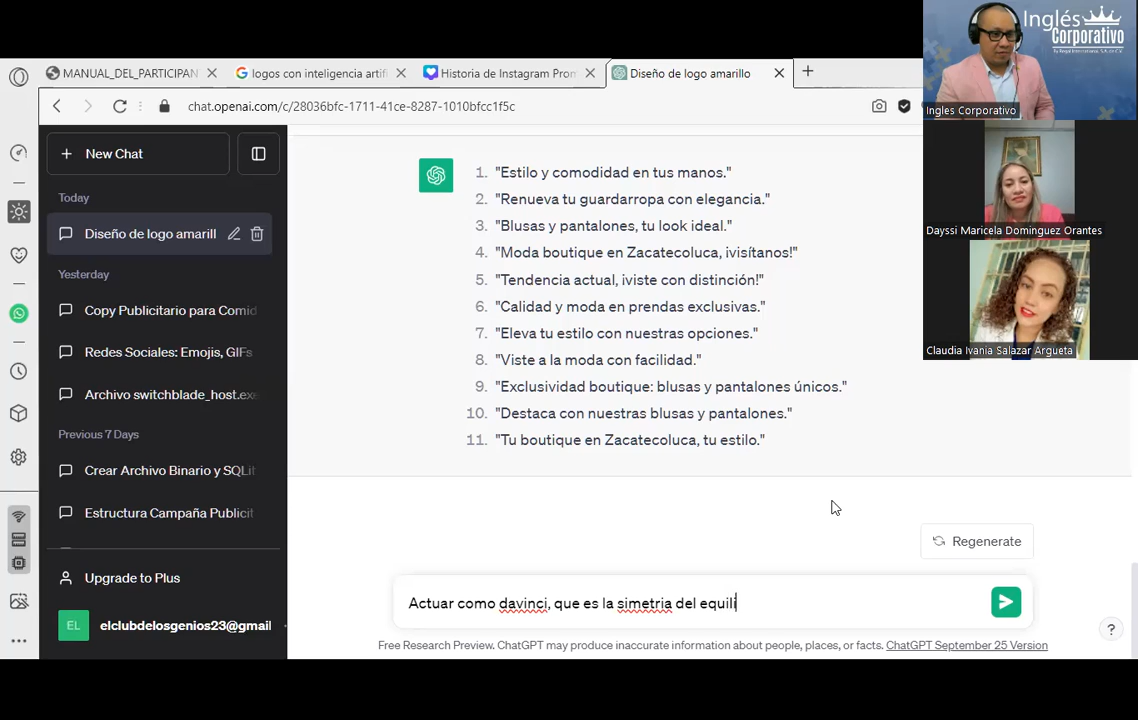 Inglés
Corporativo
By Regal International, S.A. de C.V.
Ingles Corporativo
MANUAL_DEL_PARTICIPAN
logos con inteligencia artifi
Historia de Instagram Prom
Diseño de logo amarillo
chat.openai.com/c/28036bfc-1711-41ce-8287-1010bfcc1f5c
New Chat
Today
Diseño de logo amarill
Yesterday
Copy Publicitario para Comid
Redes Sociales: Emojis, GIFs
Archivo switchblade_host.exe
Previous 7 Days
Crear Archivo Binario y SQLit
Estructura Campaña Publicit
Upgrade to Plus
EL
elclubdelosgenios23@gmail
1. "Estilo y comodidad en tus manos."
2. "Renueva tu guardarropa con elegancia."
3. "Blusas y pantalones, tu look ideal."
4. "Moda boutique en Zacatecoluca, ¡visítanos!"
5. "Tendencia actual, ¡viste con distinción!"
6. "Calidad y moda en prendas exclusivas."
7. "Eleva tu estilo con nuestras opciones."
8. "Viste a la moda con facilidad."
9. "Exclusividad boutique: blusas y pantalones únicos."
10. "Destaca con nuestras blusas y pantalones."
11. "Tu boutique en Zacatecoluca, tu estilo."
Regenerate
Actuar como davinci, que es la simetria del equili
Free Research Preview. ChatGPT may produce inaccurate information about people, places, or facts. ChatGPT September 25 Version
?
Dayssi Maricela Dominguez Orantes
Claudia Ivania Salazar Argueta